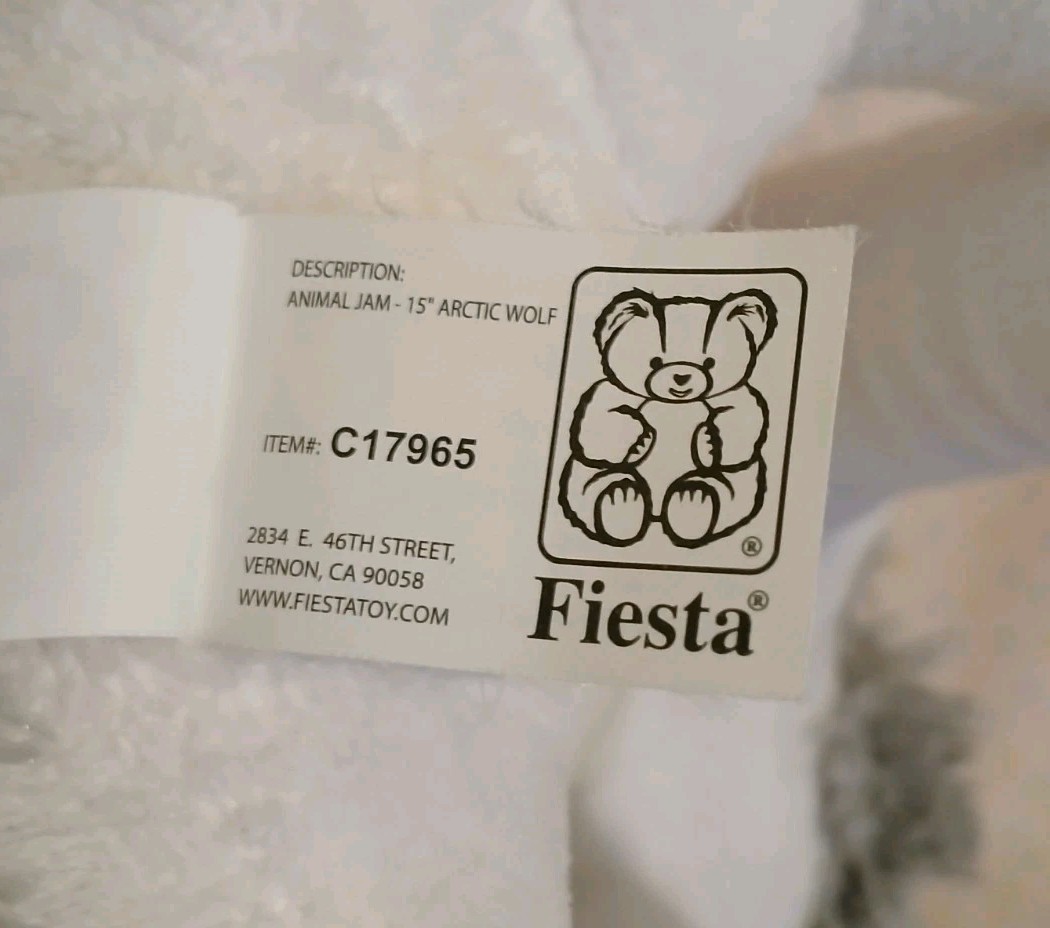 DESCRIPTION:
ANIMAL JAM - 15" ARCTIC WOLF
ITEM#: C17965
2834 E. 46TH STREET,
VERNON, CA 90058
WWW.FIESTATOY.COM
®
Fiesta®